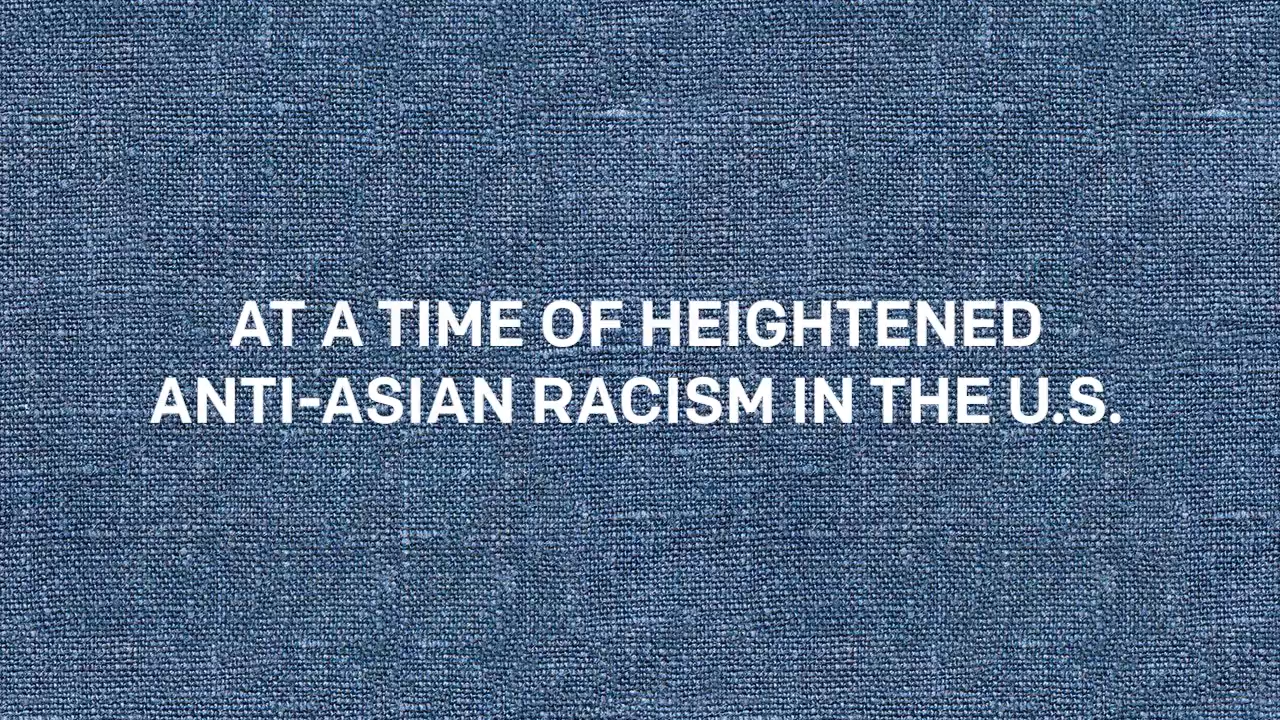 AT A TIME OF HEIGHTENED
ANTI-ASIAN RACISM IN THE U.S.